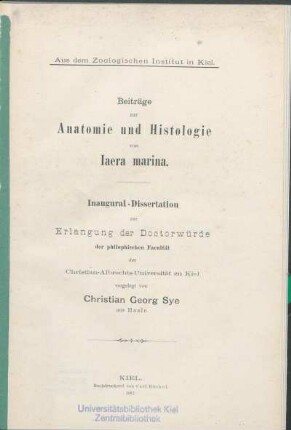 Aus dem Zoologischen Institut in Kiel.
Beiträge
zur
Anatomie und Histologie
von
Iaera marina.
Inaugural-Dissertation
zur
Erlangung der Doctorwürde
der philosphischen Facultät
der
Christian-Albrechts-Universität zu Kiel
vorgelegt von
Christian Georg Sye
aus
KIEL.
Universitätsbibliothek Kiel
Zentralbibliothek